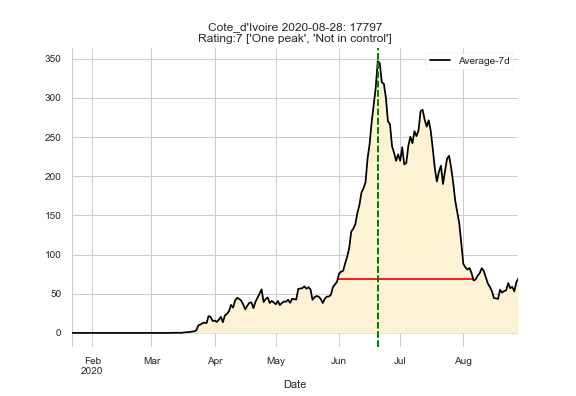 Cote_d'Ivoire 2020-08-28: 17797
Rating:7 ['One peak', 'Not in control']
Average-7d
350
300
250
200
150
100
50
0
Feb Mar Apr May Jun Jul Aug
2020
Date